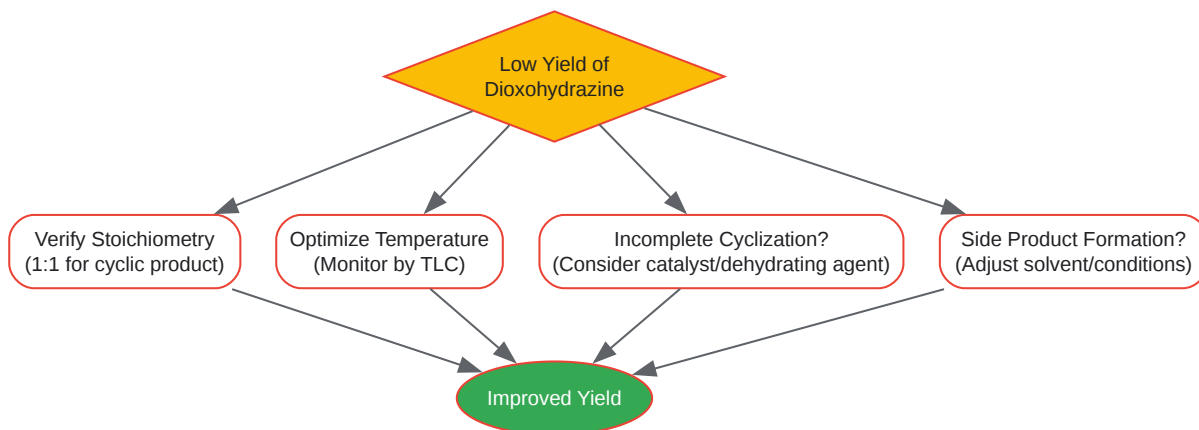 Low Yield of
Dioxohydrazine
Verify Stoichiometry
(1:1 for cyclic product)
Optimize Temperature
(Monitor by TLC)
Incomplete Cyclization?
(Consider catalyst/dehydrating agent)
Side Product Formation?
(Adjust solvent/conditions)
Improved Yield